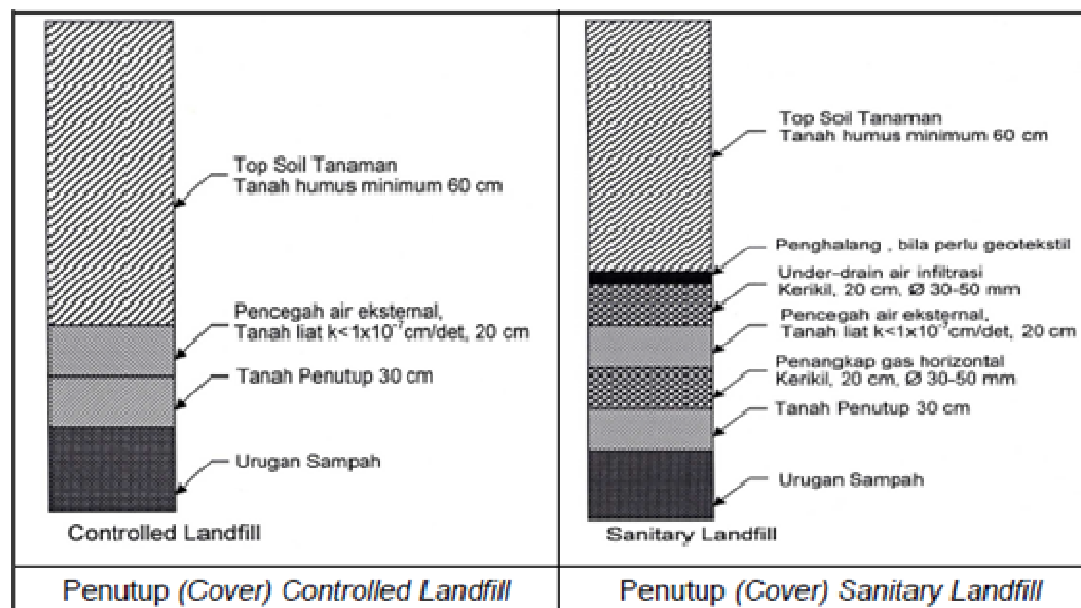 Top Soil Tanaman
Tanah humus minimum 60 cm
Pencegah air eksternal,
Tanah liat k<1x10⁻⁷cm/det, 20 cm
Tanah Penutup 30 cm
Urugan Sampah
Controlled Landfill
Penutup (Cover) Controlled Landfill
Top Soil Tanaman
Tanah humus minimum 60 cm
Penghalang , bila perlu geotekstil
Under-drain air infiltrasi
Kerikil, 20 cm, Ø 30-50 mm
Pencegah air eksternal,
Tanah liat k<1x10⁻⁷cm/det, 20 cm
Penangkap gas horizontal
Kerikil, 20 cm, Ø 30-50 mm
Tanah Penutup 30 cm
Urugan Sampah
Sanitary Landfill
Penutup (Cover) Sanitary Landfill